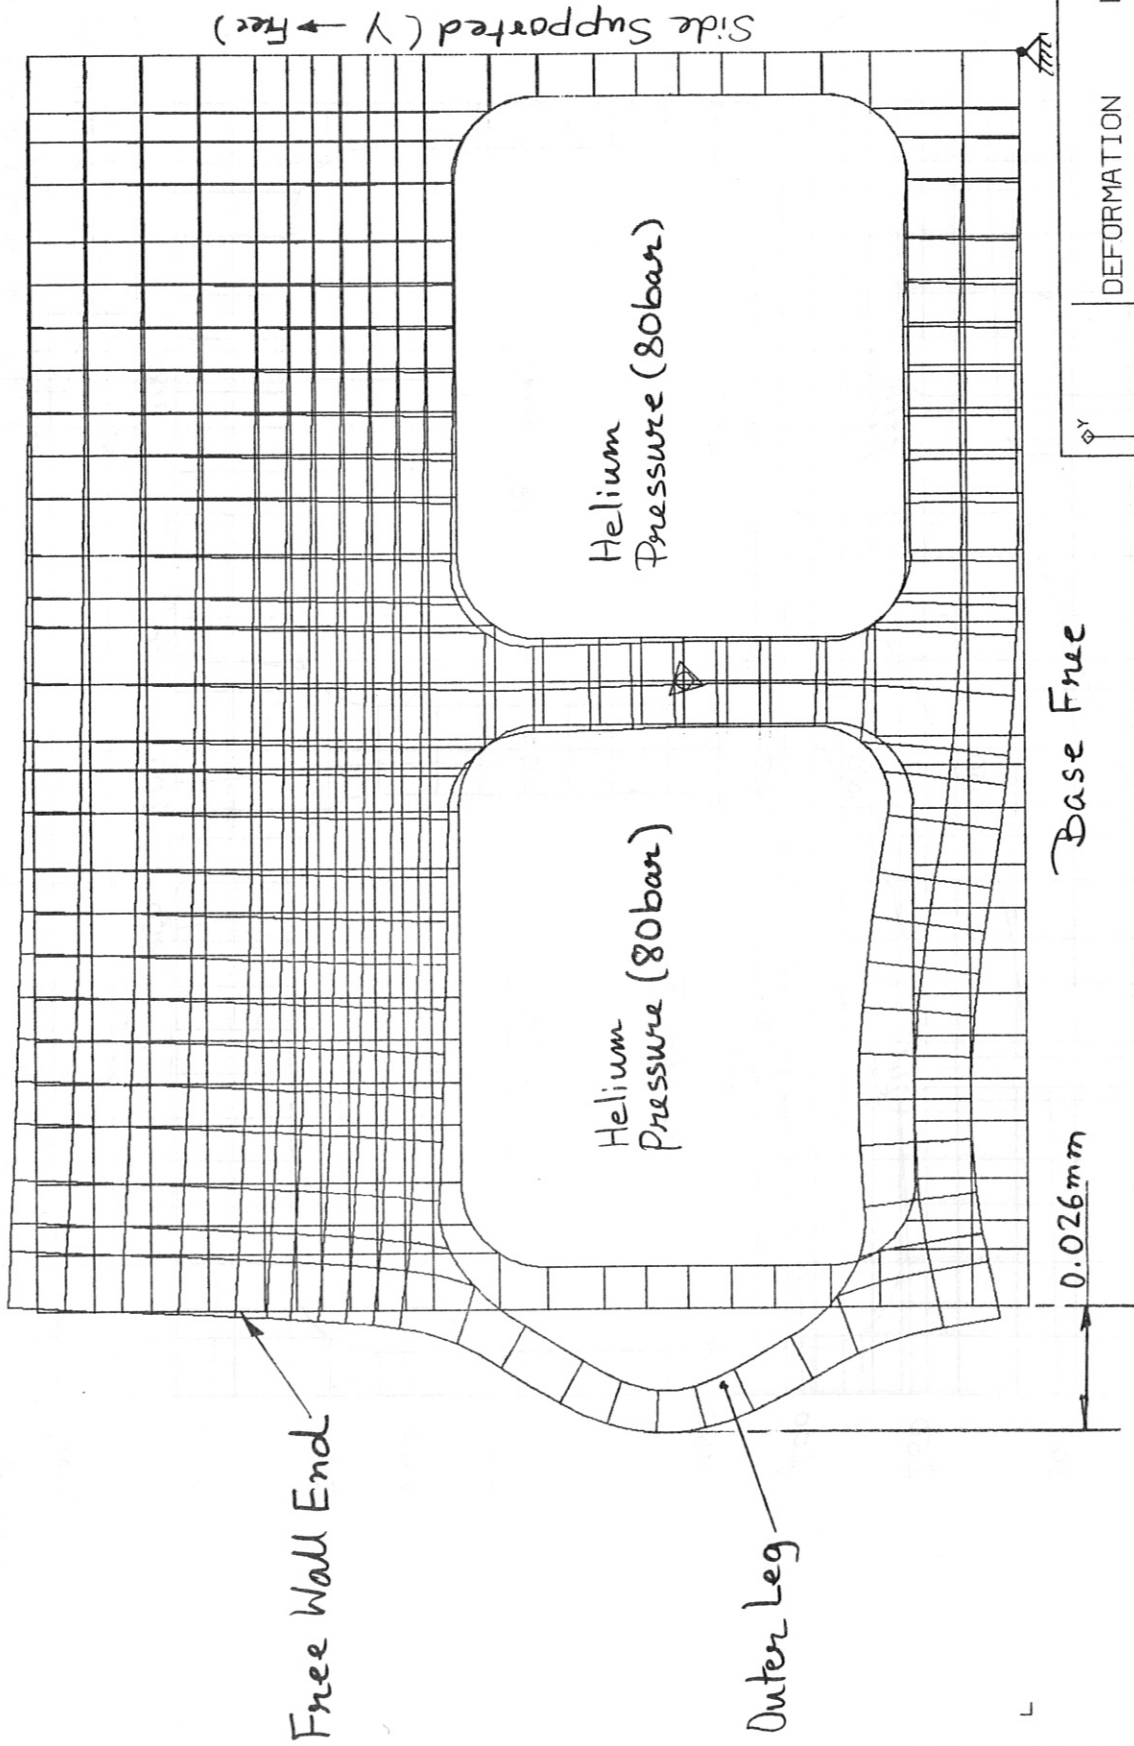 Side Supported (Y → Free)
Free Wall End
Helium
Pressure (80bar)
Helium
Pressure (80bar)
Outer Leg
Base Free
0.026mm
Y
DEFORMATION